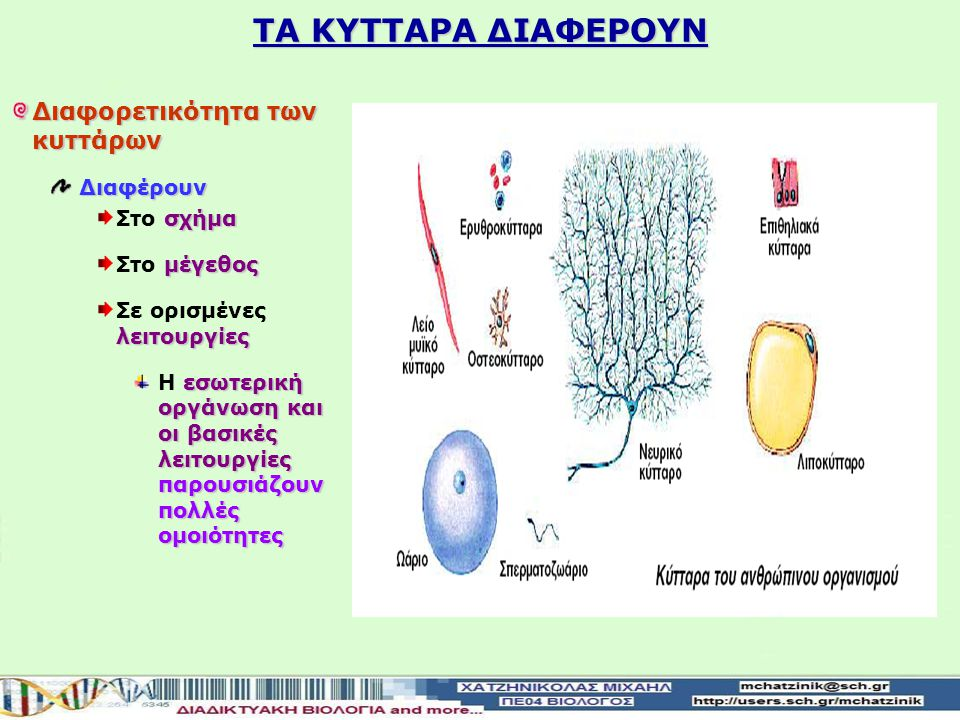 ΤΑ ΚΥΤΤΑΡΑ ΔΙΑΦΕΡΟΥΝ
Διαφορετικότητα των
κυττάρων
Διαφέρουν
Στο σχήμα
Στο μέγεθος
Σε ορισμένες
λειτουργίες
Η εσωτερική
οργάνωση και
οι βασικές
λειτουργίες
παρουσιάζουν
πολλές
ομοιότητες
Ερυθροκύτταρα
Επιθηλιακά
κύτταρα
Λείο
μυϊκό
κύτταρο
Οστεοκύτταρο
Νευρικό
κύτταρο
Λιποκύτταρο
Ωάριο
Σπερματοζωάριο
Κύτταρα του ανθρώπινου οργανισμού
ΧΑΤΖΗΝΙΚΟΛΑΣ ΜΙΧΑΗΛ
ΠΕ04 ΒΙΟΛΟΓΟΣ
mchatzinik@sch.gr
http://users.sch.gr/mchatzinik
ΔΙΑΔΙΚΤΥΑΚΗ ΒΙΟΛΟΓΙΑ and more...